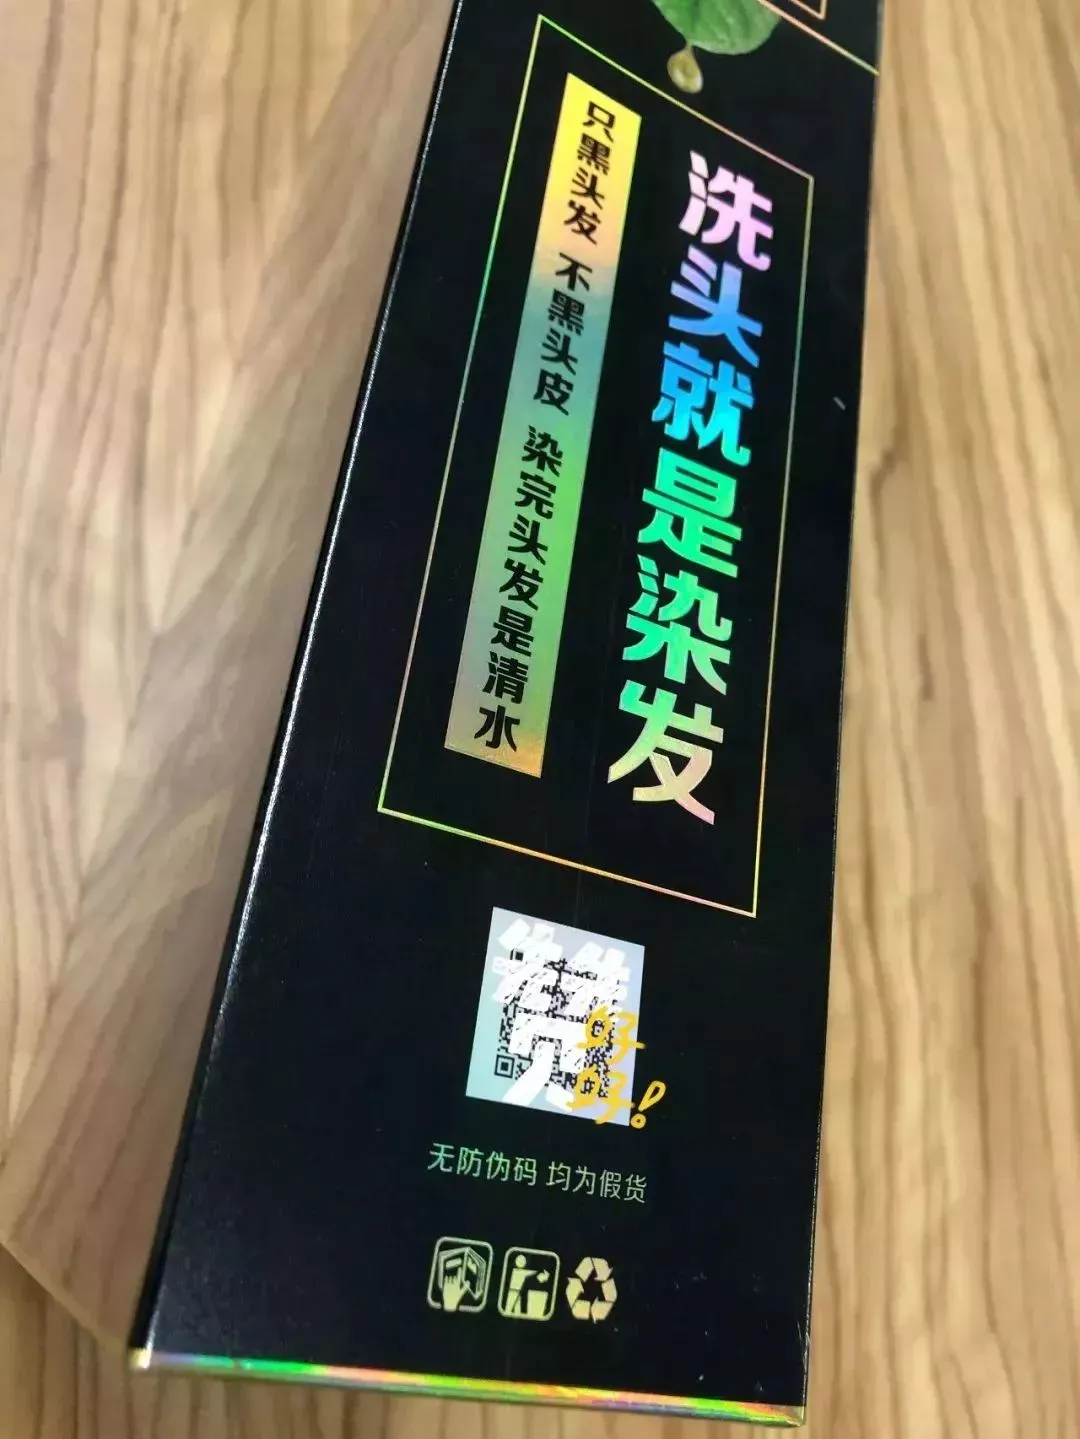 洗头就是染发
只黑头发 不黑头皮 染完头发是清水
好
好!
无防伪码 均为假货